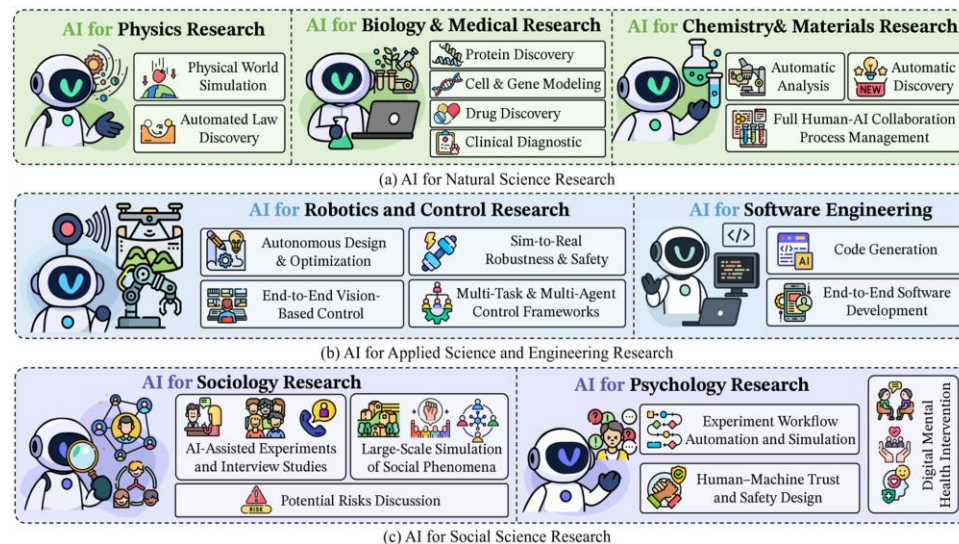 AI for Physics Research
Physical World
Simulation
Automated Law
Discovery
AI for Biology & Medical Research
Protein Discovery
Cell & Gene Modeling
Drug Discovery
Clinical Diagnostic
AI for Chemistry& Materials Research
Automatic
Analysis
NEW
Automatic
Discovery
Full Human-AI Collaboration
Process Management
(a) AI for Natural Science Research
AI for Robotics and Control Research
Autonomous Design
& Optimization
Sim-to-Real
Robustness & Safety
End-to-End Vision-
Based Control
Multi-Task & Multi-Agent
Control Frameworks
AI for Software Engineering
</>
AI
Code Generation
End-to-End Software
Development
(b) AI for Applied Science and Engineering Research
AI for Sociology Research
AI-Assisted Experiments
and Interview Studies
Large-Scale Simulation
of Social Phenomena
RISK
Potential Risks Discussion
AI for Psychology Research
Experiment Workflow
Automation and Simulation
Human–Machine Trust
and Safety Design
Digital Mental
Health Intervention
(c) AI for Social Science Research